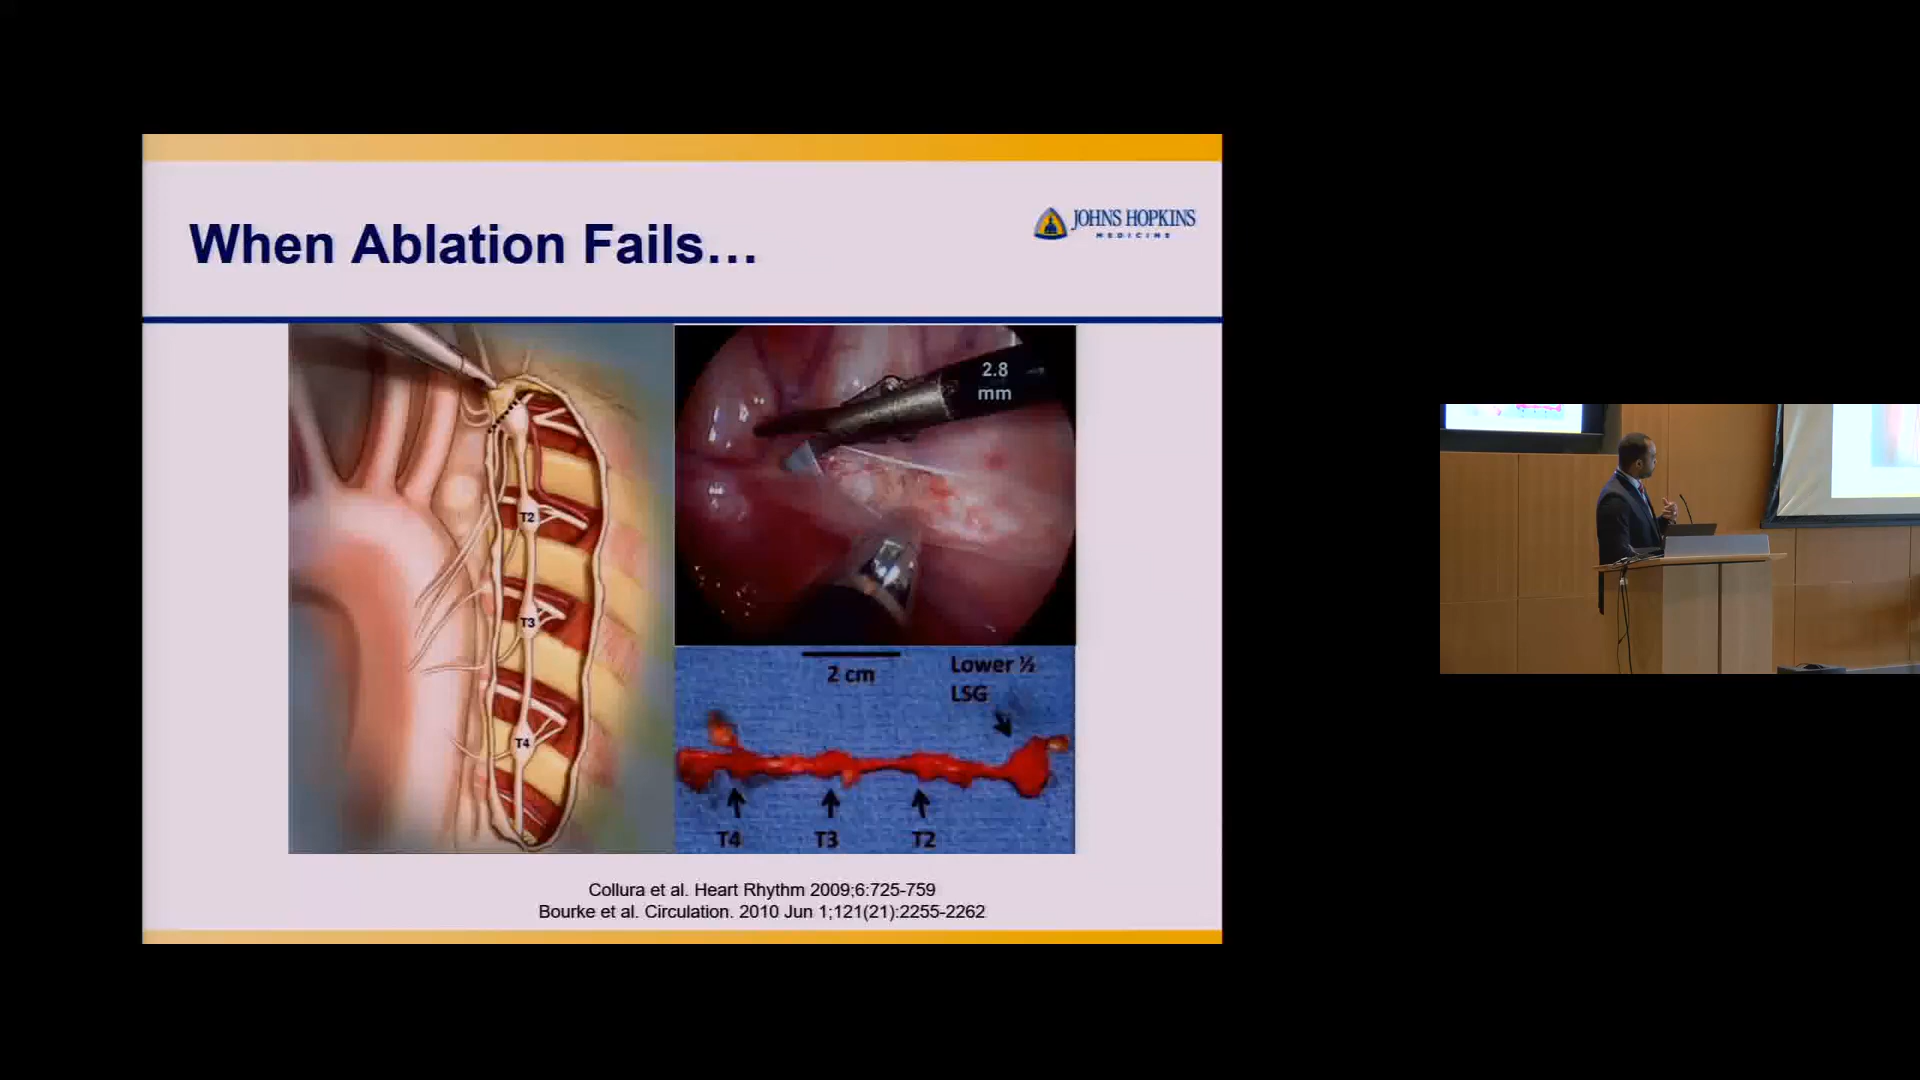 When Ablation Fails…
JOHNS HOPKINS
MEDICINE
T2
T3
T4
2.8
mm
2 cm
Lower ½
LSG
T4
T3
T2
Collura et al. Heart Rhythm 2009;6:725-759
Bourke et al. Circulation. 2010 Jun 1;121(21):2255-2262